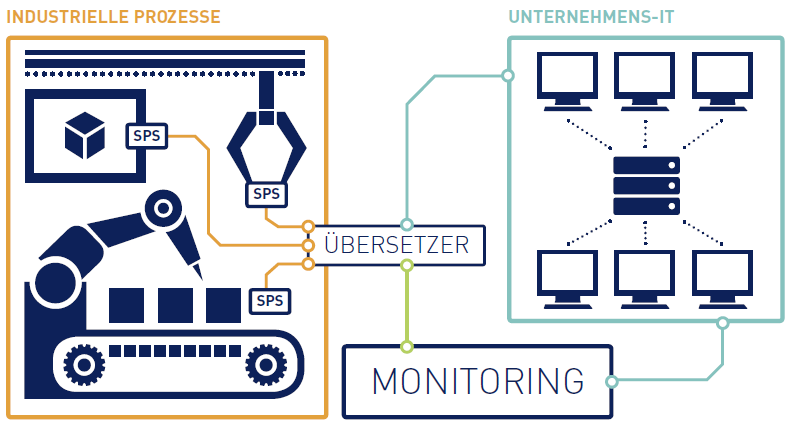 INDUSTRIELLE PROZESSE
UNTERNEHMENS-IT
SPS
SPS
ÜBERSETZER
SPS
MONITORING